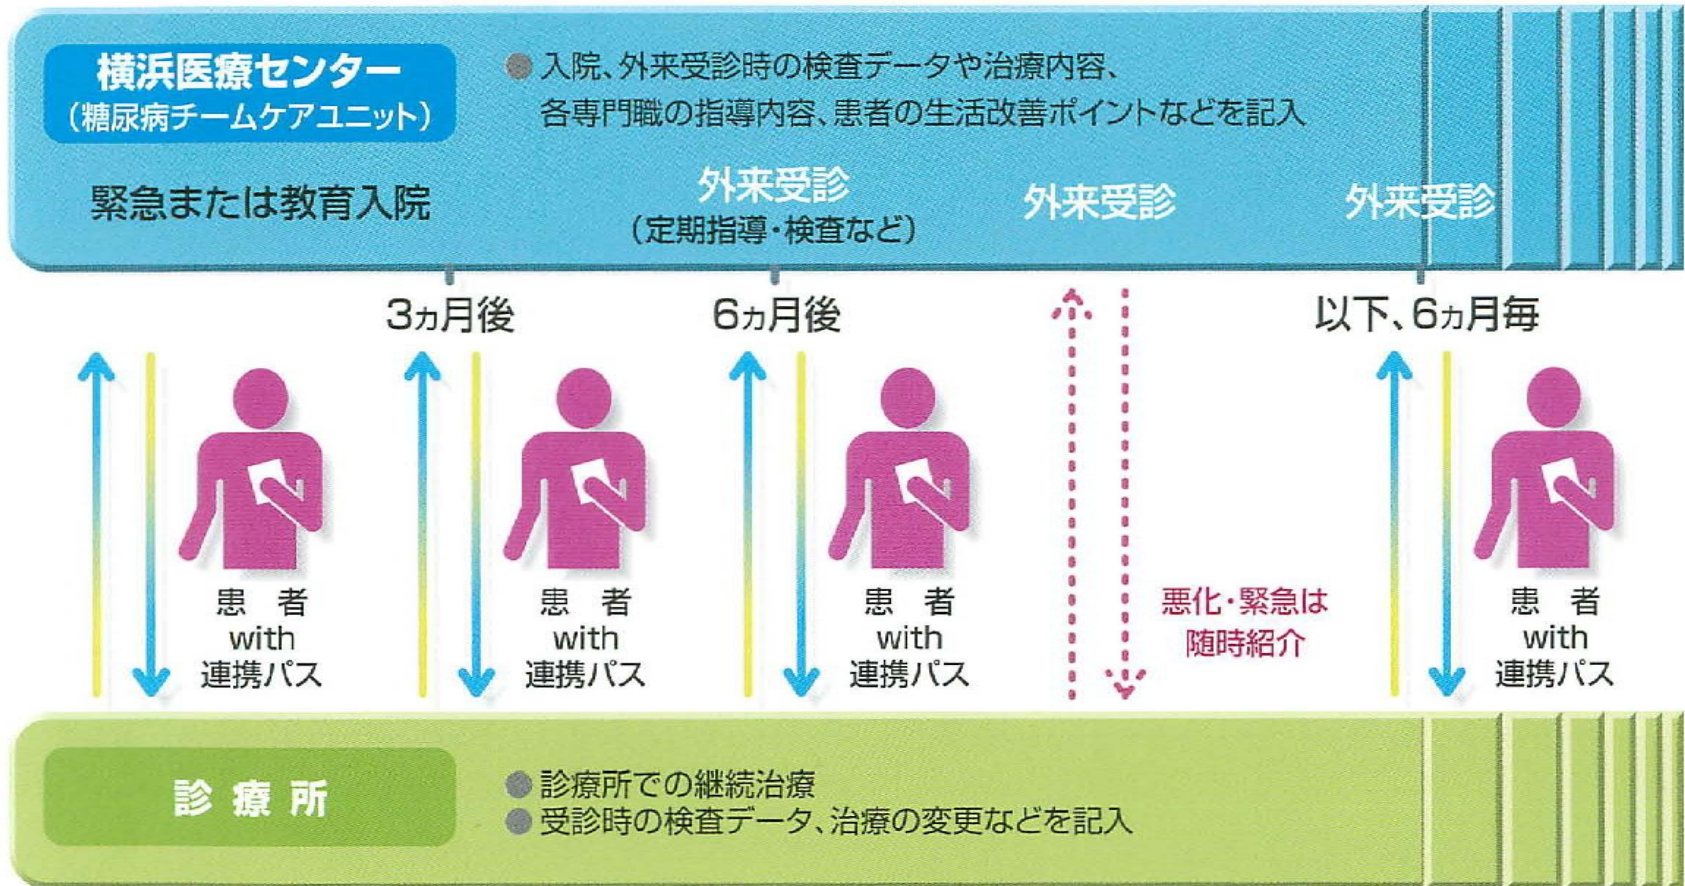 横浜医療センター
（糖尿病チームケアユニット）
●入院、外来受診時の検査データや治療内容、
各専門職の指導内容、患者の生活改善ポイントなどを記入
緊急または教育入院
外来受診
（定期指導・検査など）
外来受診
外来受診
3ヵ月後
6ヵ月後
以下、6ヵ月毎
患　者
with
連携パス
患　者
with
連携パス
患　者
with
連携パス
悪化・緊急は
随時紹介
患　者
with
連携パス
診 療 所
●診療所での継続治療
●受診時の検査データ、治療の変更などを記入